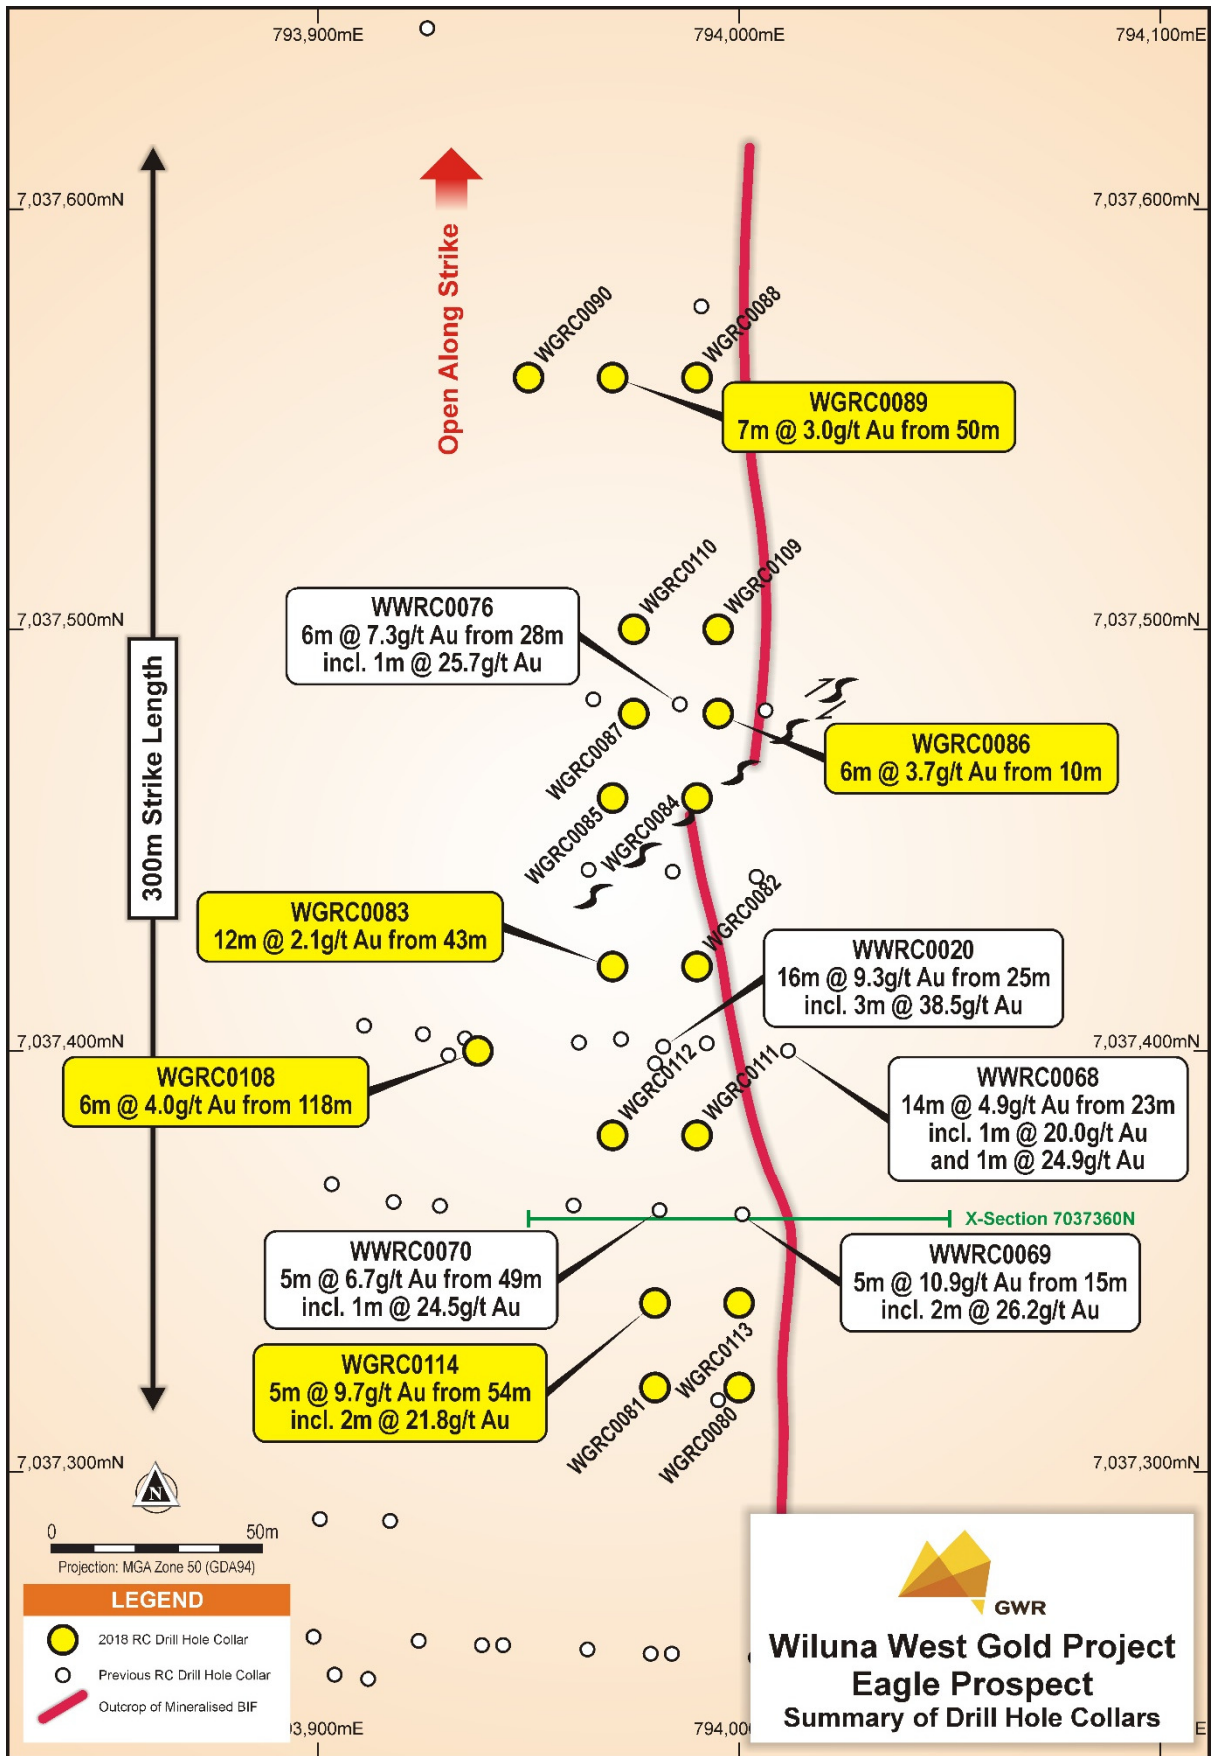 793,900mE
794,000mE
794,100mE
7,037,600mN
7,037,600mN
Open Along Strike
WGRC0090
WGRC0088
WGRC0089
7m @ 3.0g/t Au from 50m
WGRC0110
WGRC0109
7,037,500mN
7,037,500mN
WWRC0076
6m @ 7.3g/t Au from 28m
incl. 1m @ 25.7g/t Au
300m Strike Length
WGRC0087
WGRC0086
6m @ 3.7g/t Au from 10m
WGRC0085
WGRC0084
WGRC0083
12m @ 2.1g/t Au from 43m
WGRC0082
WWRC0020
16m @ 9.3g/t Au from 25m
incl. 3m @ 38.5g/t Au
7,037,400mN
7,037,400mN
WGRC0108
6m @ 4.0g/t Au from 118m
WGRC0112
WGRC0111
WWRC0068
14m @ 4.9g/t Au from 23m
incl. 1m @ 20.0g/t Au
and 1m @ 24.9g/t Au
X-Section 7037360N
WWRC0070
5m @ 6.7g/t Au from 49m
incl. 1m @ 24.5g/t Au
WWRC0069
5m @ 10.9g/t Au from 15m
incl. 2m @ 26.2g/t Au
WGRC0114
5m @ 9.7g/t Au from 54m
incl. 2m @ 21.8g/t Au
WGRC0113
WGRC0081
WGRC0080
7,037,300mN
7,037,300mN
N
0 50m
Projection: MGA Zone 50 (GDA94)
LEGEND
2018 RC Drill Hole Collar
Previous RC Drill Hole Collar
Outcrop of Mineralised BIF
GWR
Wiluna West Gold Project
Eagle Prospect
Summary of Drill Hole Collars
93,900mE
794,00
E